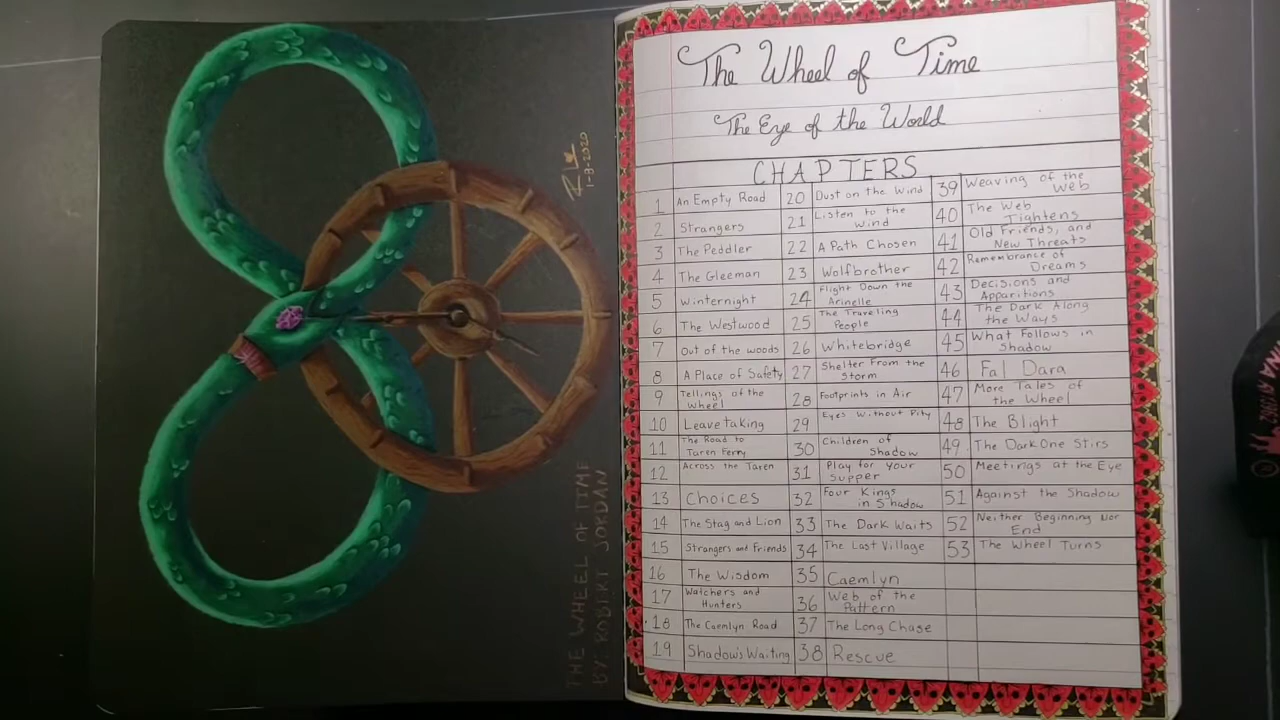 RLe
1-8-2020
THE WHEEL OF TIME
BY: ROBERT JORDAN
The Wheel of Time
The Eye of the World
CHAPTERS
1 An Empty Road
2 Strangers
3 The Peddler
4 The Gleeman
5 Winternight
6 The Westwood
7 Out of the woods
8 A Place of Safety
9 Tellings of the
Wheel
10 Leavetaking
11 The Road to
Taren Ferry
12 Across the Taren
13 Choices
14 The Stag and Lion
15 Strangers and Friends
16 The Wisdom
17 Watchers and
Hunters
18 The Caemlyn Road
19 Shadow's Waiting
20 Dust on the Wind
21 Listen to the
Wind
22 A Path Chosen
23 Wolfbrother
24 Flight Down the
Arinelle
25 The Traveling
People
26 Whitebridge
27 Shelter From the
Storm
28 Footprints in Air
29 Eyes Without Pity
30 Children of
Shadow
31 Play for your
Supper
32 Four Kings
in Shadow
33 The Dark Waits
34 The Last Village
35 Caemlyn
36 Web of the
Pattern
37 The Long Chase
38 Rescue
39 Weaving of the
Web
40 The Web
Tightens
41 Old Friends, and
New Threats
42 Remembrance of
Dreams
43 Decisions and
Apparitions
44 The Dark Along
the Ways
45 What Follows in
Shadow
46 Fal Dara
47 More Tales of
the Wheel
48 The Blight
49 The Dark One Stirs
50 Meetings at the Eye
51 Against the Shadow
52 Neither Beginning Nor
End
53 The Wheel Turns